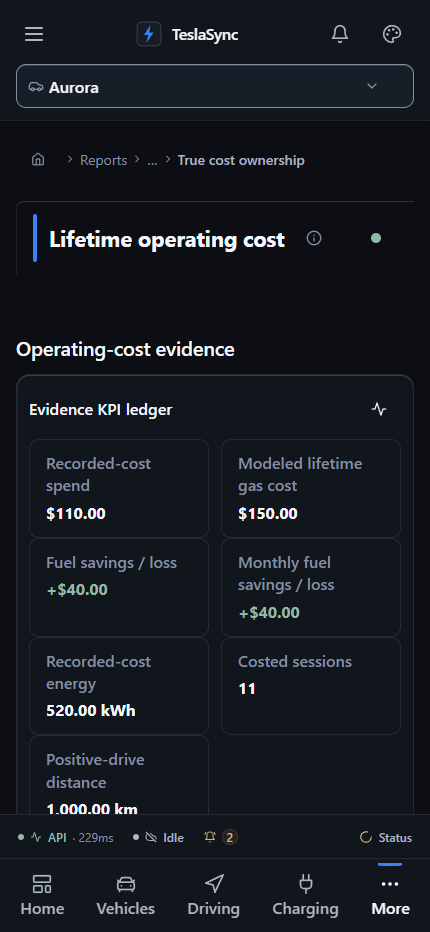 TeslaSync
Aurora
Reports
...
True cost ownership
Lifetime operating cost
Operating-cost evidence
Evidence KPI ledger
Recorded-cost
spend
$110.00
Modeled lifetime
gas cost
$150.00
Fuel savings / loss
+$40.00
Monthly fuel
savings / loss
+$40.00
Recorded-cost
energy
520.00 kWh
Costed sessions
11
Positive-drive
distance
1,000.00 km
API · 229ms
Idle
2
Status
Home
Vehicles
Driving
Charging
More